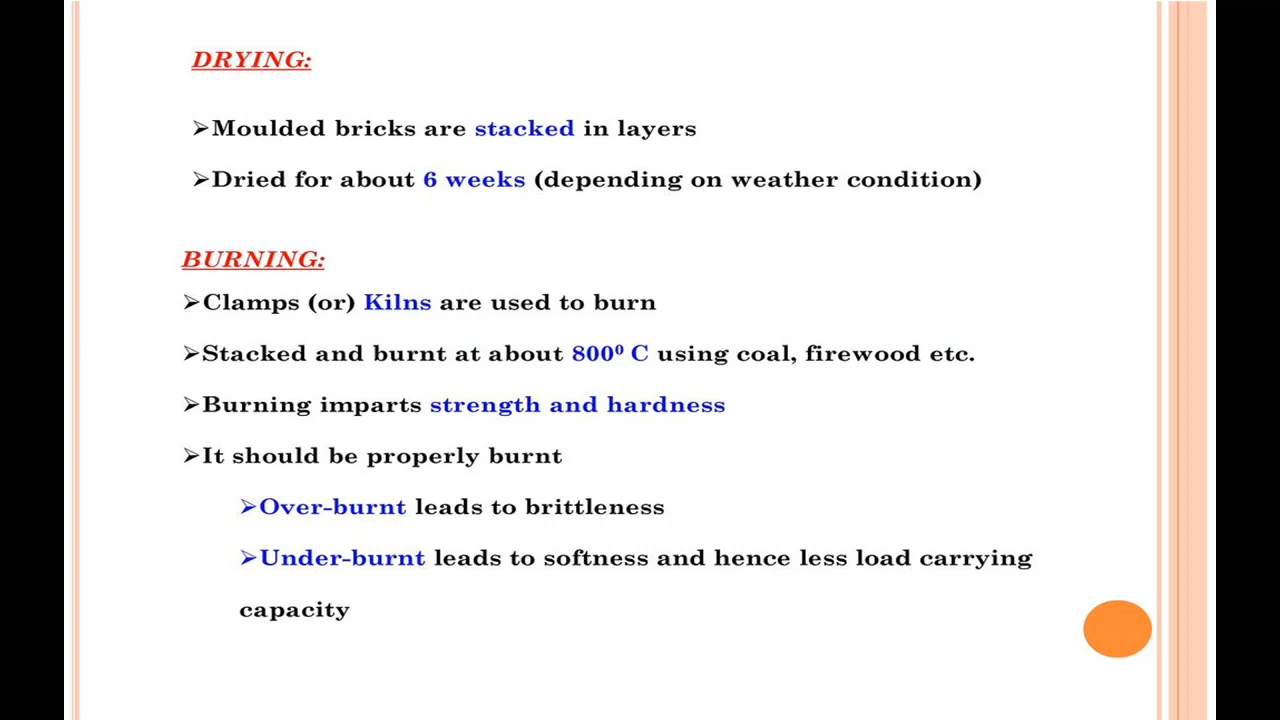 DRYING:
➢Moulded bricks are stacked in layers
➢Dried for about 6 weeks (depending on weather condition)
BURNING:
➢Clamps (or) Kilns are used to burn
➢Stacked and burnt at about 800⁰ C using coal, firewood etc.
➢Burning imparts strength and hardness
➢It should be properly burnt
➢Over-burnt leads to brittleness
➢Under-burnt leads to softness and hence less load carrying
capacity